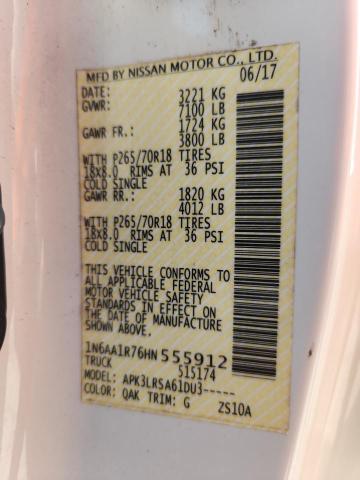 MFD BY NISSAN MOTOR CO., LTD.
DATE: 06/17
GVWR: 3221 KG
7100 LB
GAWR FR.: 1724 KG
3800 LB
WITH P265/70R18 TIRES
18x8.0 RIMS AT 36 PSI
COLD SINGLE
GAWR RR.: 1820 KG
4012 LB
WITH P265/70R18 TIRES
18x8.0 RIMS AT 36 PSI
COLD SINGLE
THIS VEHICLE CONFORMS TO
ALL APPLICABLE FEDERAL
MOTOR VEHICLE SAFETY
STANDARDS IN EFFECT ON
THE DATE OF MANUFACTURE
SHOWN ABOVE.
1N6AA1R76HN 555912
TRUCK 515174
MODEL: APK3LRSA61DU3-----
COLOR: QAK TRIM: G ZS10A